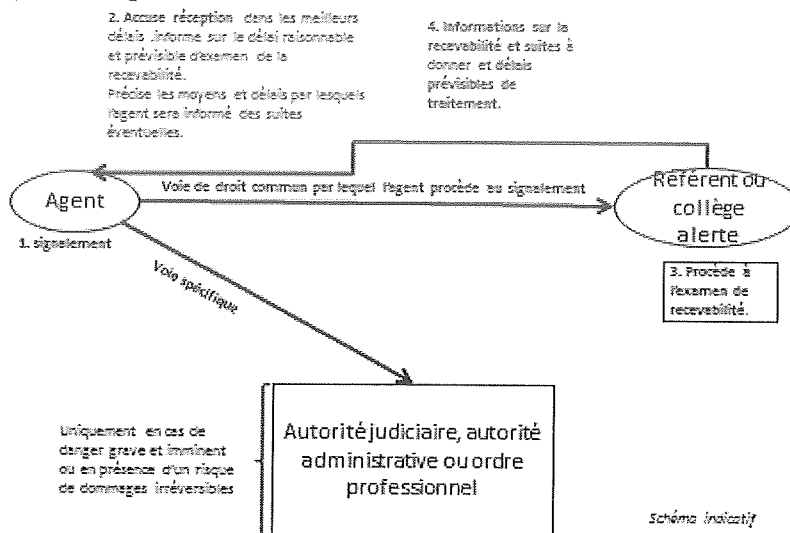 2. Accuse réception dans les meilleurs
délais ,informe sur le délai raisonnable
et prévisible d'examen de la
recevabilité.
Précise les moyens et délais par lesquels
l'agent sera informé des suites
éventuelles.
4. Informations sur la
recevabilité et suites à
donner et délais
prévisibles de
traitement.
Voie de droit commun par lequel l'agent procède au signalement
Agent
Référent ou
collège
alerte
1. signalement
Voie spécifique
3. Procède à
l'examen de
recevabilité.
Uniquement en cas de
danger grave et imminent
ou en présence d'un risque
de dommages irréversibles
Autorité judiciaire, autorité
administrative ou ordre
professionnel
Schéma indicatif